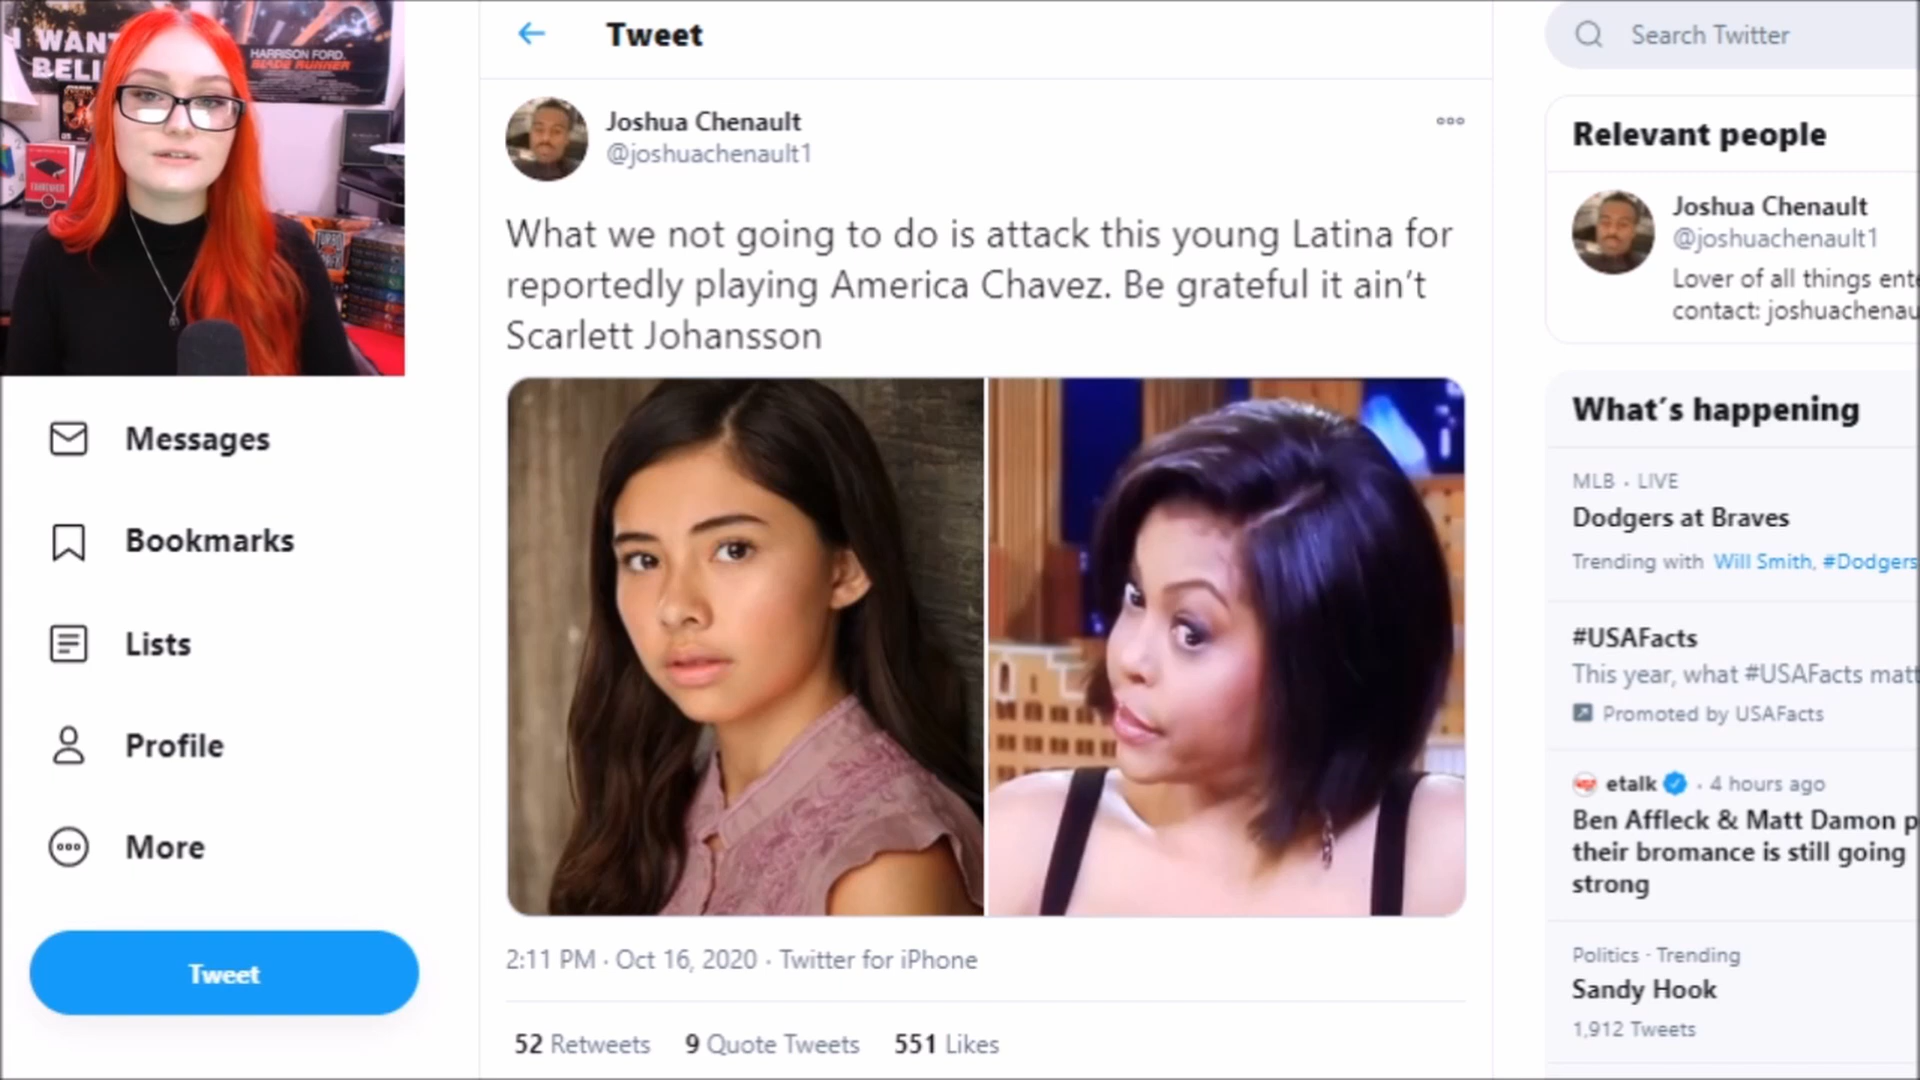 I WANT
BELI
HARRISON FORD.
BLADE RUNNER
Tweet
Search Twitter
Joshua Chenault
@joshuachenault1
What we not going to do is attack this young Latina for
reportedly playing America Chavez. Be grateful it ain't
Scarlett Johansson
2:11 PM · Oct 16, 2020 · Twitter for iPhone
52 Retweets 9 Quote Tweets 551 Likes
Messages
Bookmarks
Lists
Profile
More
Tweet
Relevant people
Joshua Chenault
@joshuachenault1
Lover of all things ente
contact: joshuachenau
What's happening
MLB · LIVE
Dodgers at Braves
Trending with Will Smith, #Dodgers
#USAFacts
This year, what #USAFacts matt
Promoted by USAFacts
etalk · 4 hours ago
Ben Affleck & Matt Damon p
their bromance is still going
strong
Politics · Trending
Sandy Hook
1,912 Tweets